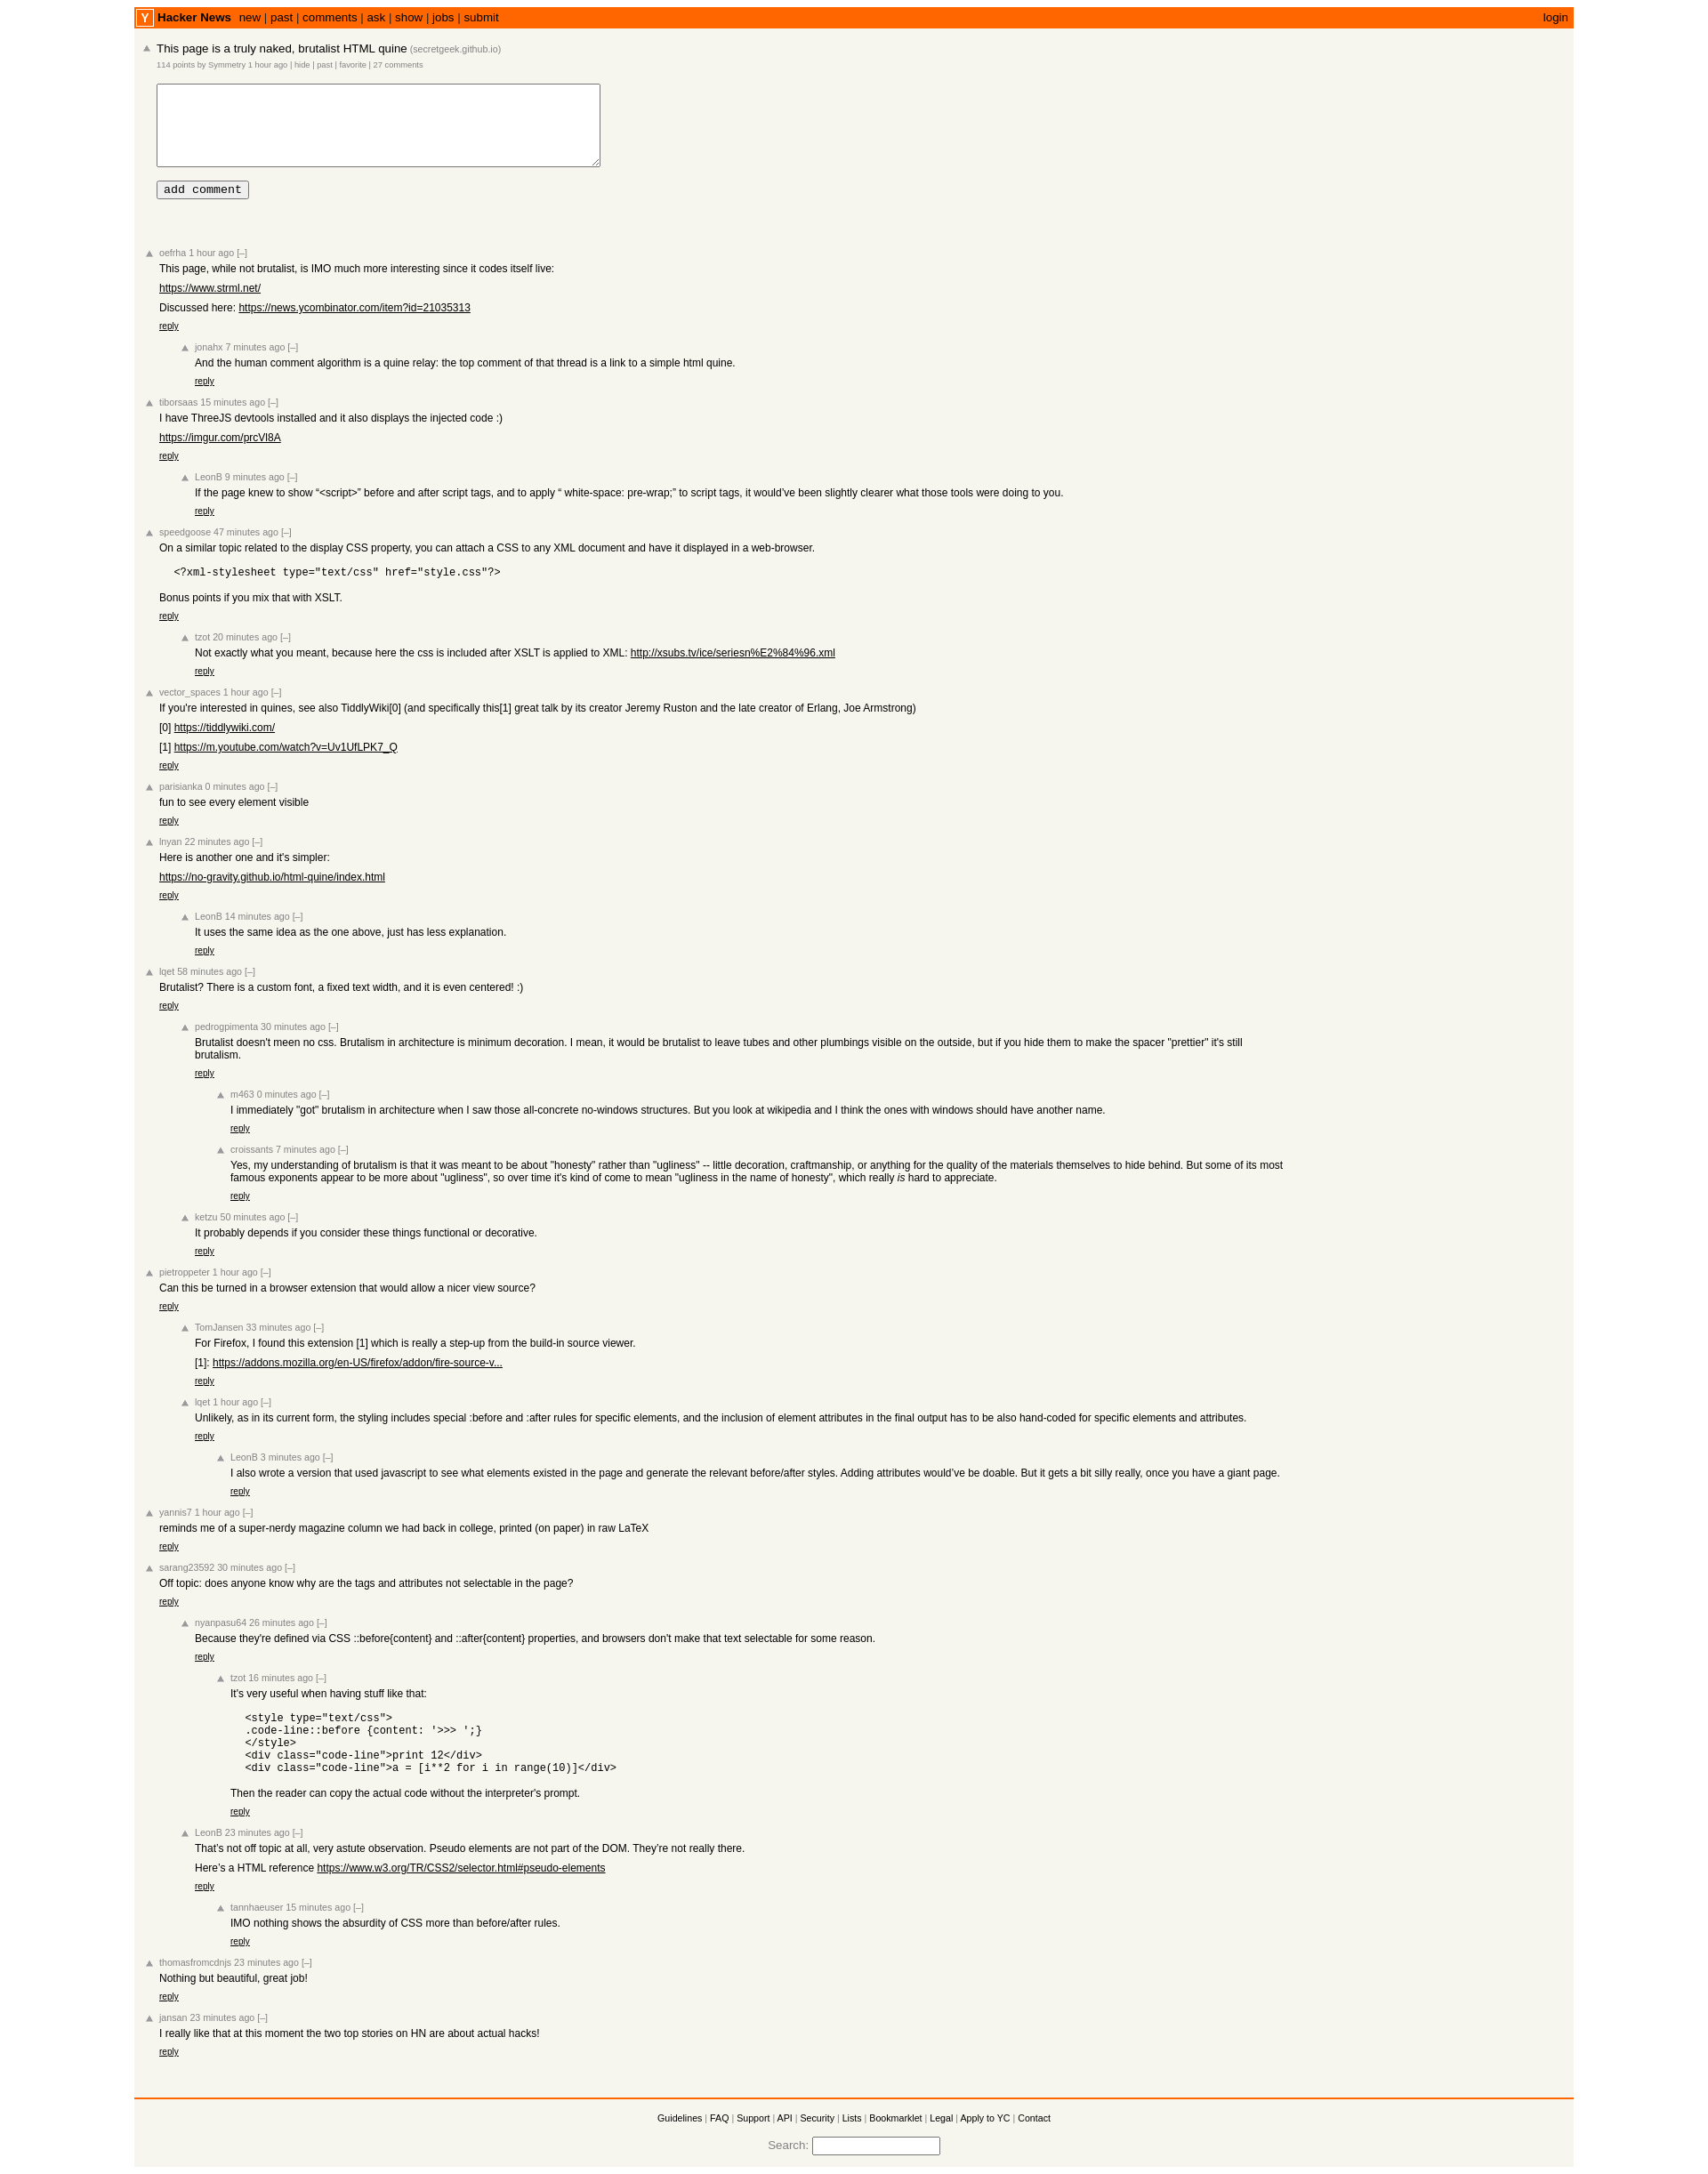 Y Hacker News new | past | comments | ask | show | jobs | submit login
This page is a truly naked, brutalist HTML quine (secretgeek.github.io)
114 points by Symmetry 1 hour ago | hide | past | favorite | 27 comments
add comment
oefrha 1 hour ago [–]
This page, while not brutalist, is IMO much more interesting since it codes itself live:
https://www.strml.net/
Discussed here: https://news.ycombinator.com/item?id=21035313
reply
jonahx 7 minutes ago [–]
And the human comment algorithm is a quine relay: the top comment of that thread is a link to a simple html quine.
reply
tiborsaas 15 minutes ago [–]
I have ThreeJS devtools installed and it also displays the injected code :)
https://imgur.com/prcVl8A
reply
LeonB 9 minutes ago [–]
If the page knew to show “<script>” before and after script tags, and to apply “ white-space: pre-wrap;” to script tags, it would’ve been slightly clearer what those tools were doing to you.
reply
speedgoose 47 minutes ago [–]
On a similar topic related to the display CSS property, you can attach a CSS to any XML document and have it displayed in a web-browser.
<?xml-stylesheet type="text/css" href="style.css"?>
Bonus points if you mix that with XSLT.
reply
tzot 20 minutes ago [–]
Not exactly what you meant, because here the css is included after XSLT is applied to XML: http://xsubs.tv/ice/seriesn%E2%84%96.xml
reply
vector_spaces 1 hour ago [–]
If you're interested in quines, see also TiddlyWiki[0] (and specifically this[1] great talk by its creator Jeremy Ruston and the late creator of Erlang, Joe Armstrong)
[0] https://tiddlywiki.com/
[1] https://m.youtube.com/watch?v=Uv1UfLPK7_Q
reply
parisianka 0 minutes ago [–]
fun to see every element visible
reply
lnyan 22 minutes ago [–]
Here is another one and it's simpler:
https://no-gravity.github.io/html-quine/index.html
reply
LeonB 14 minutes ago [–]
It uses the same idea as the one above, just has less explanation.
reply
lqet 58 minutes ago [–]
Brutalist? There is a custom font, a fixed text width, and it is even centered! :)
reply
pedrogpimenta 30 minutes ago [–]
Brutalist doesn't meen no css. Brutalism in architecture is minimum decoration. I mean, it would be brutalist to leave tubes and other plumbings visible on the outside, but if you hide them to make the spacer "prettier" it's still
brutalism.
reply
m463 0 minutes ago [–]
I immediately "got" brutalism in architecture when I saw those all-concrete no-windows structures. But you look at wikipedia and I think the ones with windows should have another name.
reply
croissants 7 minutes ago [–]
Yes, my understanding of brutalism is that it was meant to be about "honesty" rather than "ugliness" -- little decoration, craftmanship, or anything for the quality of the materials themselves to hide behind. But some of its most
famous exponents appear to be more about "ugliness", so over time it's kind of come to mean "ugliness in the name of honesty", which really is hard to appreciate.
reply
ketzu 50 minutes ago [–]
It probably depends if you consider these things functional or decorative.
reply
pietroppeter 1 hour ago [–]
Can this be turned in a browser extension that would allow a nicer view source?
reply
TomJansen 33 minutes ago [–]
For Firefox, I found this extension [1] which is really a step-up from the build-in source viewer.
[1]: https://addons.mozilla.org/en-US/firefox/addon/fire-source-v...
reply
lqet 1 hour ago [–]
Unlikely, as in its current form, the styling includes special :before and :after rules for specific elements, and the inclusion of element attributes in the final output has to be also hand-coded for specific elements and attributes.
reply
LeonB 3 minutes ago [–]
I also wrote a version that used javascript to see what elements existed in the page and generate the relevant before/after styles. Adding attributes would’ve be doable. But it gets a bit silly really, once you have a giant page.
reply
yannis7 1 hour ago [–]
reminds me of a super-nerdy magazine column we had back in college, printed (on paper) in raw LaTeX
reply
sarang23592 30 minutes ago [–]
Off topic: does anyone know why are the tags and attributes not selectable in the page?
reply
nyanpasu64 26 minutes ago [–]
Because they're defined via CSS ::before{content} and ::after{content} properties, and browsers don't make that text selectable for some reason.
reply
tzot 16 minutes ago [–]
It's very useful when having stuff like that:
<style type="text/css">
.code-line::before {content: '>>> ';}
</style>
<div class="code-line">print 12</div>
<div class="code-line">a = [i**2 for i in range(10)]</div>
Then the reader can copy the actual code without the interpreter's prompt.
reply
LeonB 23 minutes ago [–]
That’s not off topic at all, very astute observation. Pseudo elements are not part of the DOM. They’re not really there.
Here’s a HTML reference https://www.w3.org/TR/CSS2/selector.html#pseudo-elements
reply
tannhaeuser 15 minutes ago [–]
IMO nothing shows the absurdity of CSS more than before/after rules.
reply
thomasfromcdnjs 23 minutes ago [–]
Nothing but beautiful, great job!
reply
jansan 23 minutes ago [–]
I really like that at this moment the two top stories on HN are about actual hacks!
reply
Guidelines | FAQ | Support | API | Security | Lists | Bookmarklet | Legal | Apply to YC | Contact
Search: